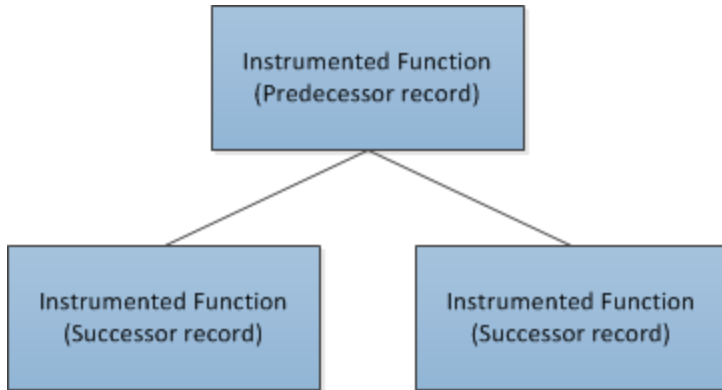 Instrumented Function
(Predecessor record)
Instrumented Function
(Successor record)
Instrumented Function
(Successor record)